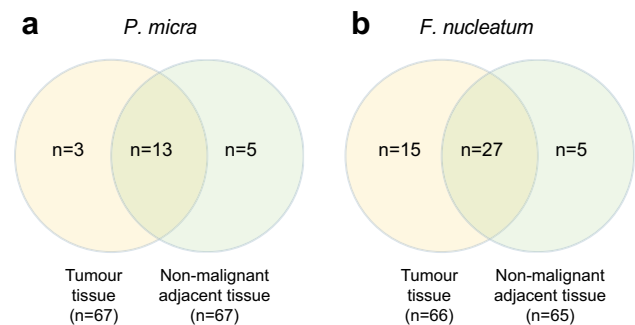 a P. micra
n=3 n=13 n=5
Tumour
tissue
(n=67)
Non-malignant
adjacent tissue
(n=67)
b F. nucleatum
n=15 n=27 n=5
Tumour
tissue
(n=66)
Non-malignant
adjacent tissue
(n=65)